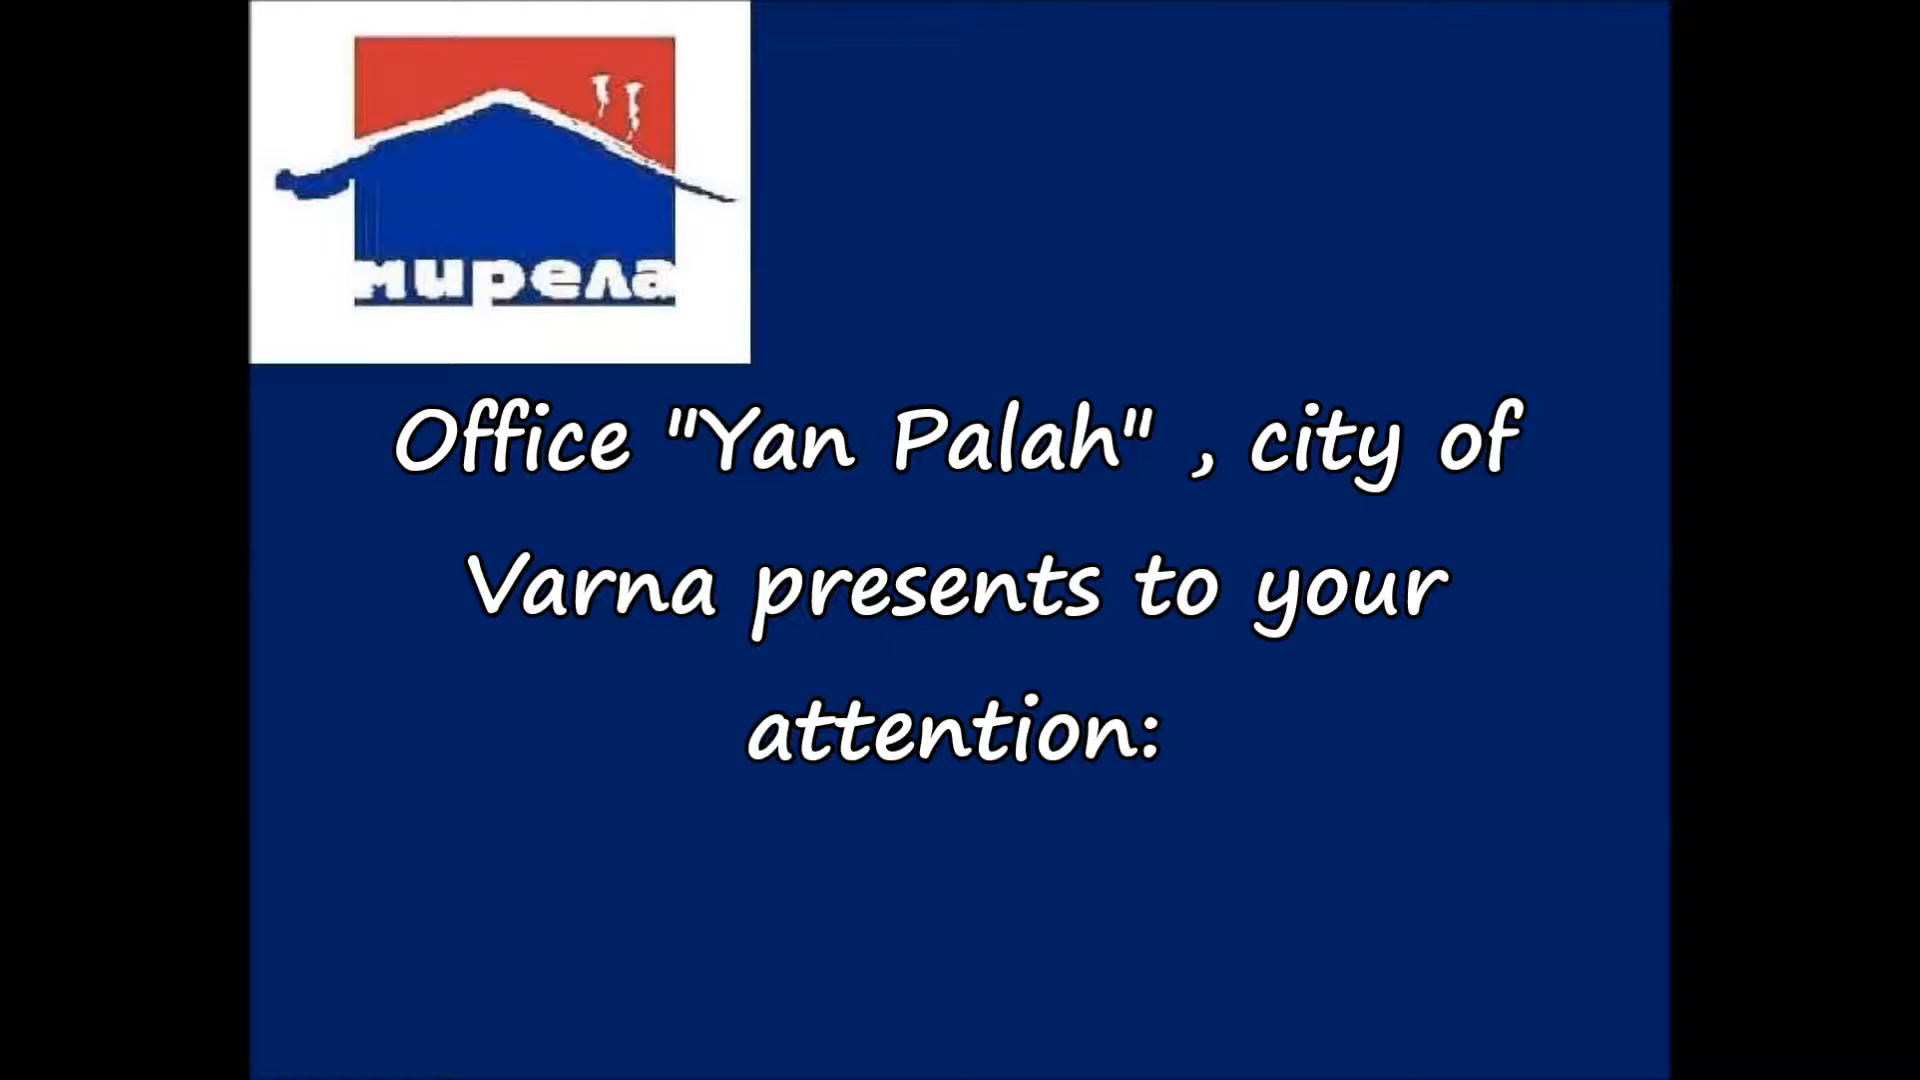 мирела
Office "Yan Palah" , city of
Varna presents to your
attention: